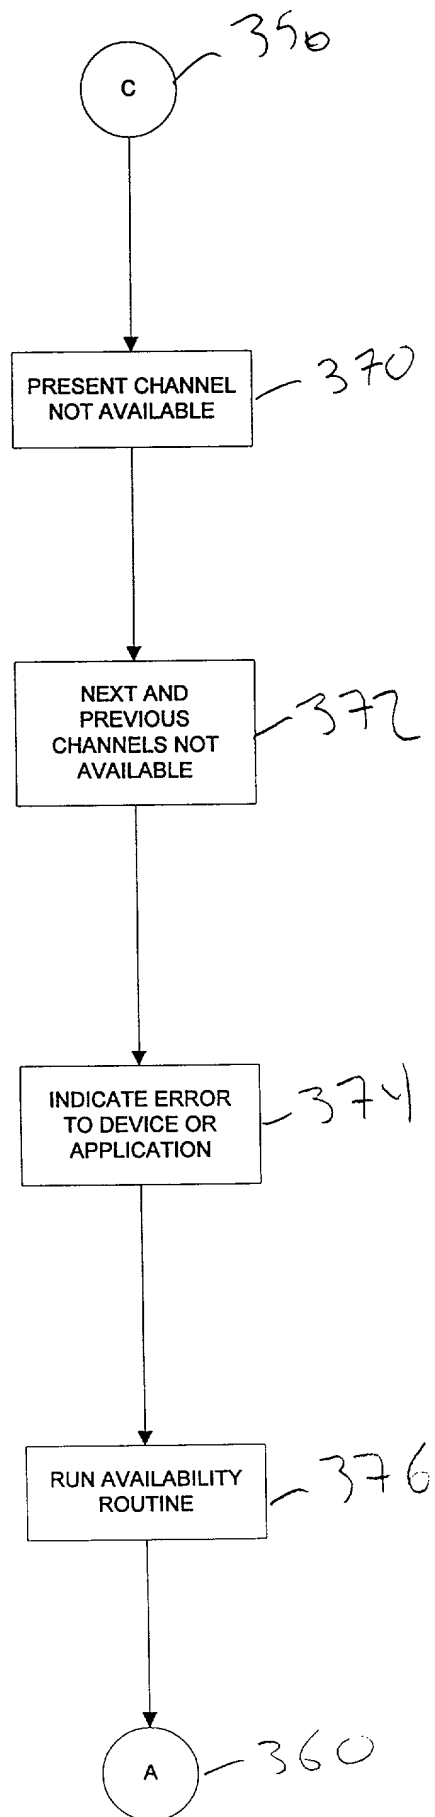 350
C
370
PRESENT CHANNEL
NOT AVAILABLE
372
NEXT AND
PREVIOUS
CHANNELS NOT
AVAILABLE
374
INDICATE ERROR
TO DEVICE OR
APPLICATION
376
RUN AVAILABILITY
ROUTINE
360
A